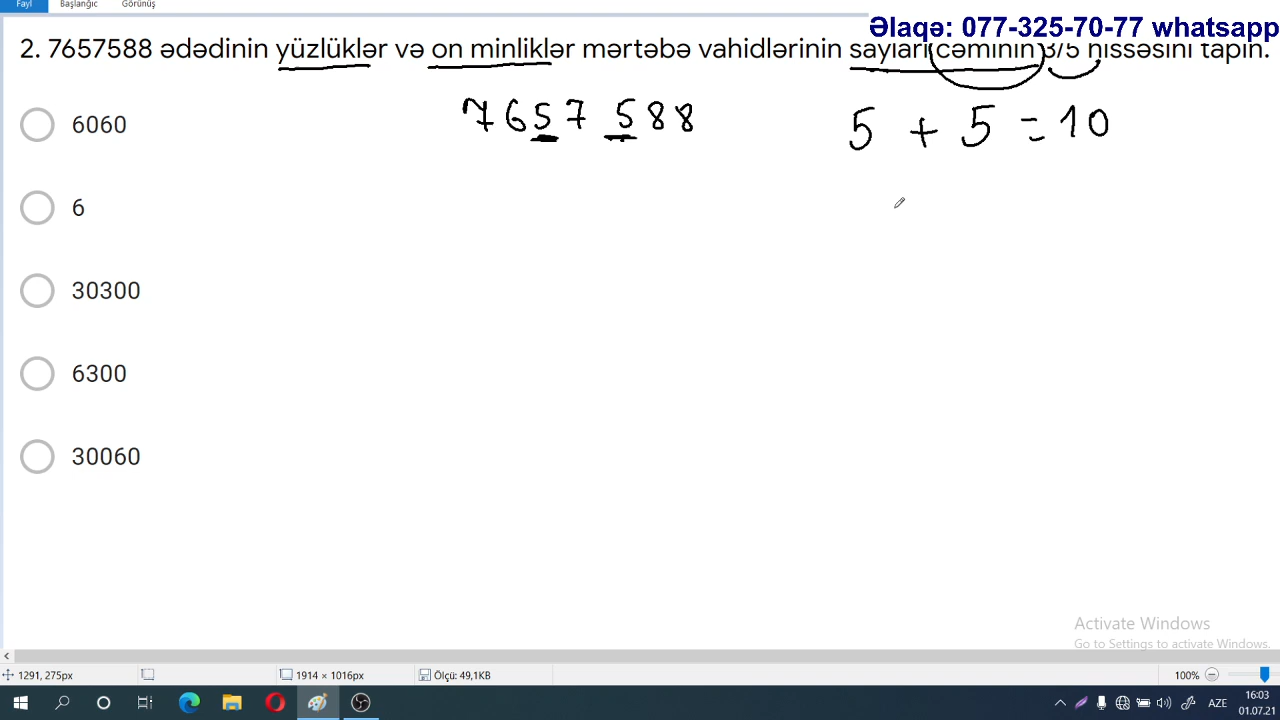 Fayl Başlanğıc Görünüş
Əlaqə: 077-325-70-77 whatsapp
2. 7657588 ədədinin yüzlüklər və on minliklər mərtəbə vahidlərinin sayları cəminin 3/5 hissəsini tapın.
7657 588 5 + 5 = 10
6060
6
30300
6300
30060
Activate Windows
Go to Settings to activate Windows.
1291, 275px 1914 × 1016px Ölçü: 49,1KB 100%
AZE 16:03
01.07.21